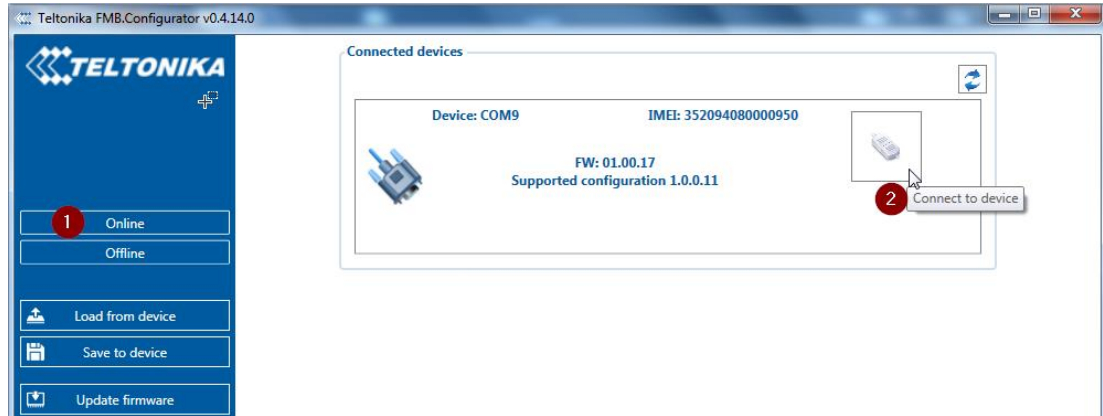 Teltonika FMB.Configurator v0.4.14.0
TELTONIKA
Connected devices
Device: COM9 IMEI: 352094080000950
FW: 01.00.17
Supported configuration 1.0.0.11
2 Connect to device
1 Online
Offline
Load from device
Save to device
Update firmware